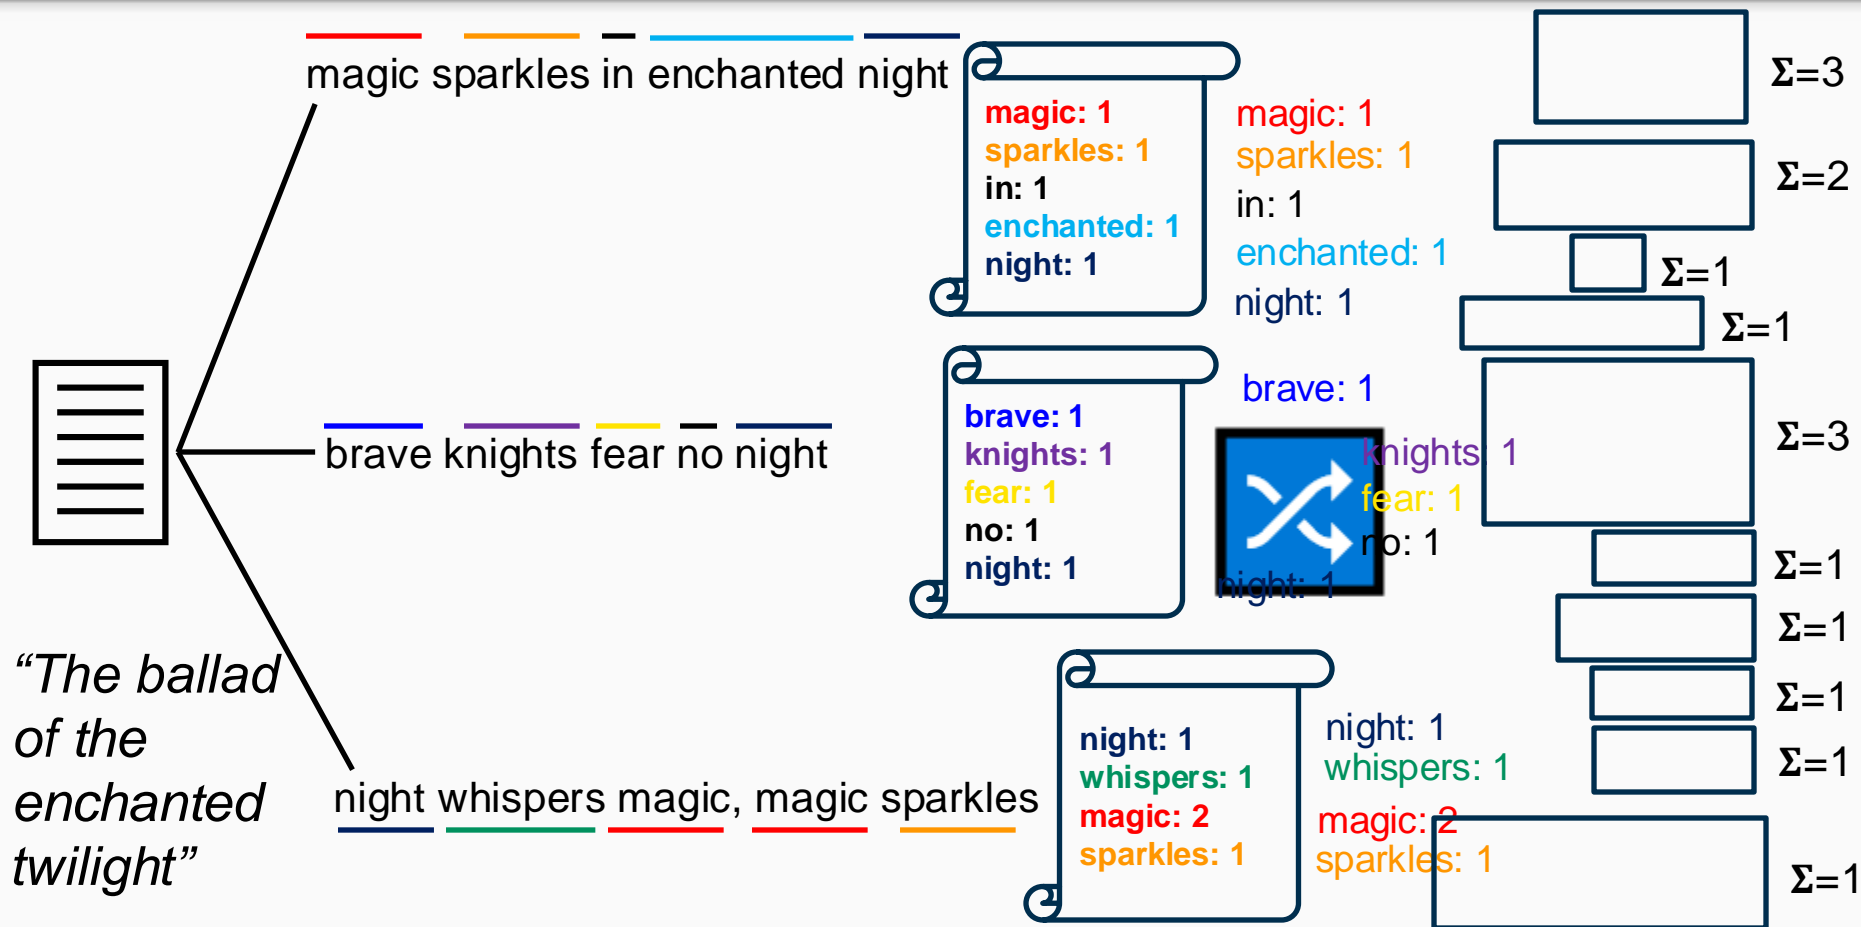 magic sparkles in enchanted night
magic: 1
sparkles: 1
in: 1
enchanted: 1
night: 1
magic: 1
sparkles: 1
in: 1
enchanted: 1
night: 1
brave knights fear no night
brave: 1
knights: 1
fear: 1
no: 1
night: 1
brave: 1
knights: 1
fear: 1
no: 1
night: 1
“The ballad
of the
enchanted
twilight”
night whispers magic, magic sparkles
night: 1
whispers: 1
magic: 2
sparkles: 1
night: 1
whispers: 1
magic: 2
sparkles: 1
Σ=3
Σ=2
Σ=1
Σ=1
Σ=3
Σ=1
Σ=1
Σ=1
Σ=1
Σ=1